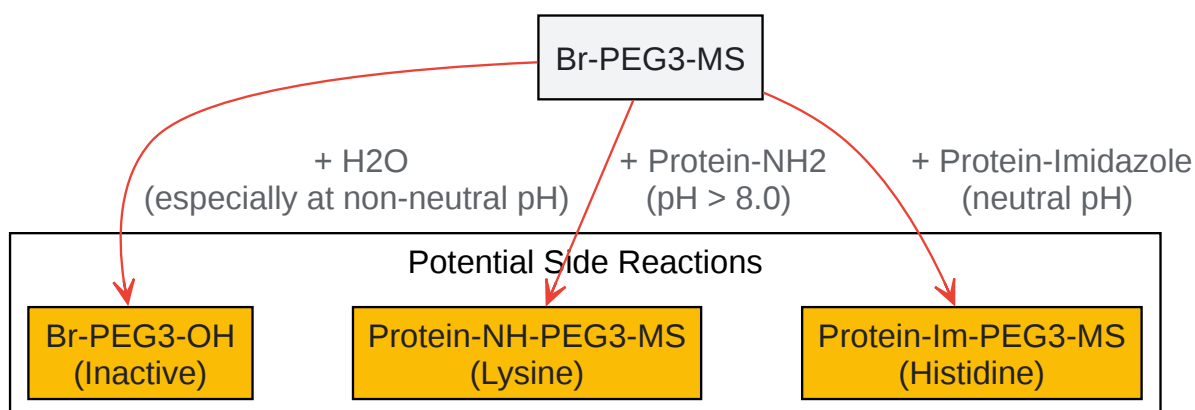 Br-PEG3-MS
+ H2O
(especially at non-neutral pH)
+ Protein-NH2
(pH > 8.0)
+ Protein-Imidazole
(neutral pH)
Potential Side Reactions
Br-PEG3-OH
(Inactive)
Protein-NH-PEG3-MS
(Lysine)
Protein-Im-PEG3-MS
(Histidine)